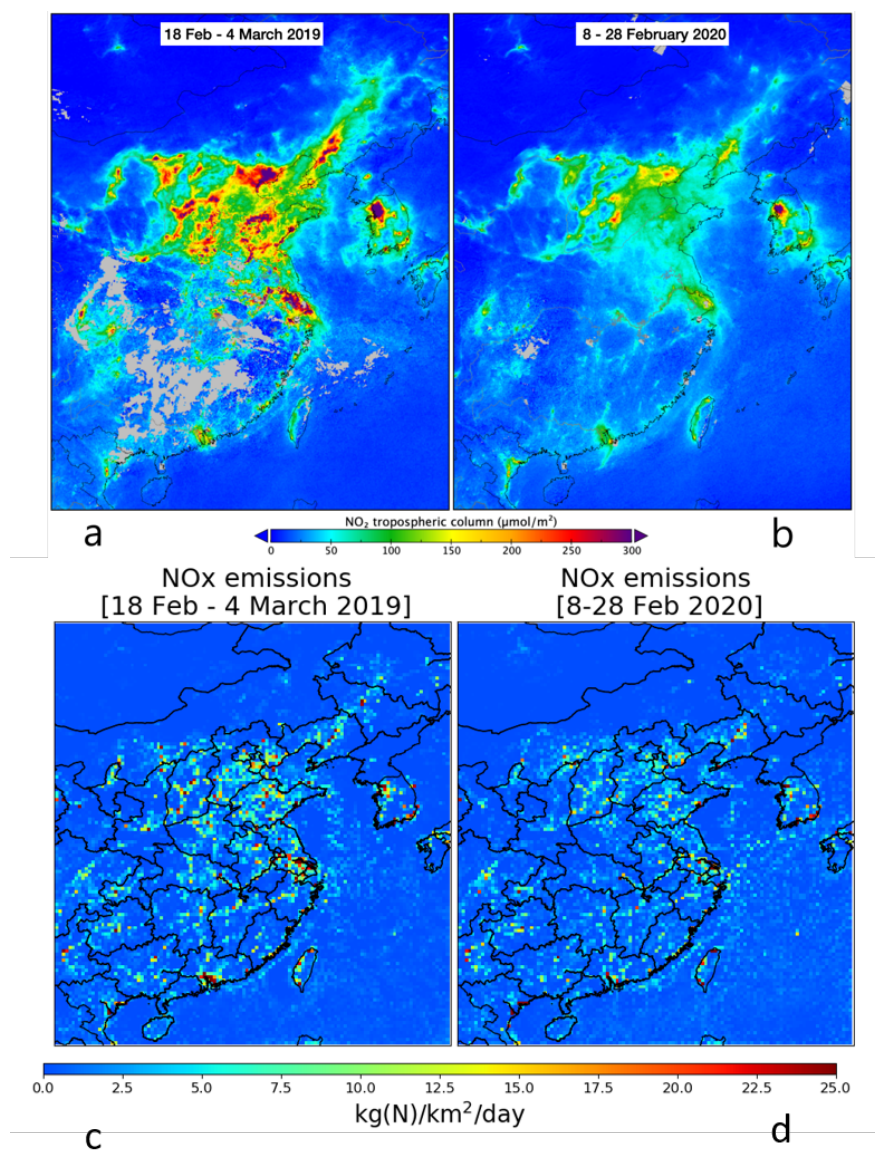 18 Feb - 4 March 2019
8 - 28 February 2020
NO₂ tropospheric column (μmol/m²)
0 50 100 150 200 250 300
a
b
NOx emissions
[18 Feb - 4 March 2019]
NOx emissions
[8-28 Feb 2020]
0.0 2.5 5.0 7.5 10.0 12.5 15.0 17.5 20.0 22.5 25.0
kg(N)/km²/day
c
d